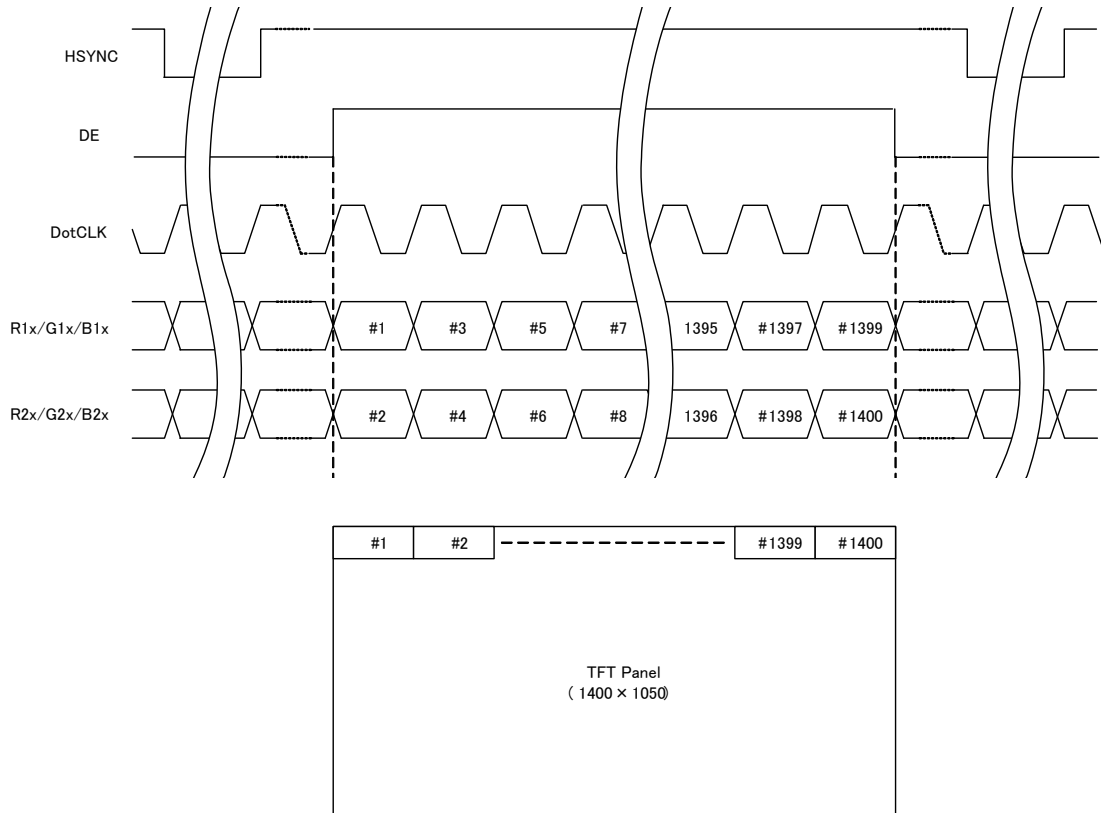 HSYNC
DE
DotCLK
R1x/G1x/B1x #1 #3 #5 #7 1395 #1397 #1399
R2x/G2x/B2x #2 #4 #6 #8 1396 #1398 #1400
#1 #2 #1399 #1400
TFT Panel
( 1400 × 1050)